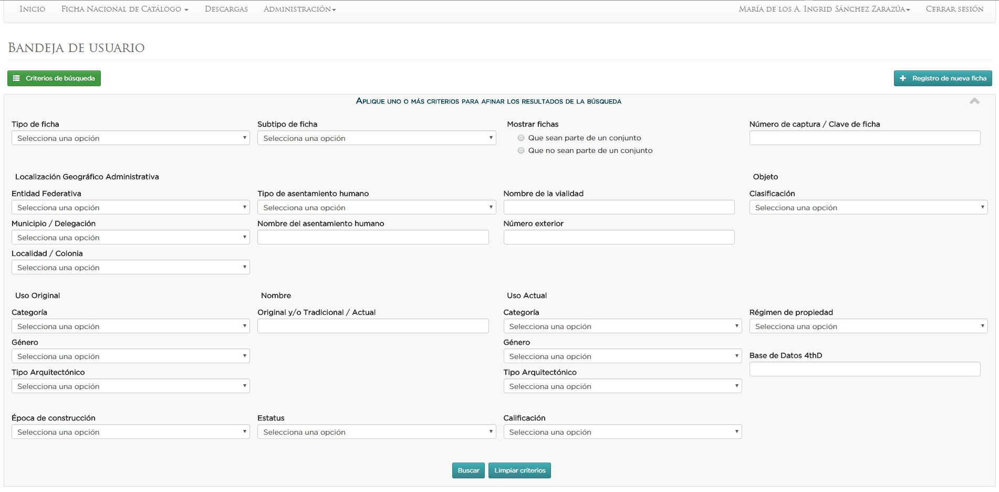 Inicio Ficha Nacional de Catálogo Descargas Administración María de los A. Ingrid Sánchez Zarazúa Cerrar sesión
Bandeja de usuario
Criterios de búsqueda Registro de nueva ficha
Aplique uno o más criterios para afinar los resultados de la búsqueda
Tipo de ficha Subtipo de ficha Mostrar fichas Número de captura / Clave de ficha
Selecciona una opción Selecciona una opción Que sean parte de un conjunto
Que no sean parte de un conjunto
Localización Geográfico Administrativa Objeto
Entidad Federativa Tipo de asentamiento humano Nombre de la vialidad Clasificación
Selecciona una opción Selecciona una opción Selecciona una opción
Municipio / Delegación Nombre del asentamiento humano Número exterior
Selecciona una opción
Localidad / Colonia
Selecciona una opción
Uso Original Nombre Uso Actual
Categoría Original y/o Tradicional / Actual Categoría Régimen de propiedad
Selecciona una opción Selecciona una opción Selecciona una opción
Género Género
Selecciona una opción Selecciona una opción Base de Datos 4thD
Tipo Arquitectónico Tipo Arquitectónico
Selecciona una opción Selecciona una opción
Época de construcción Estatus Calificación
Selecciona una opción Selecciona una opción Selecciona una opción
Buscar Limpiar criterios